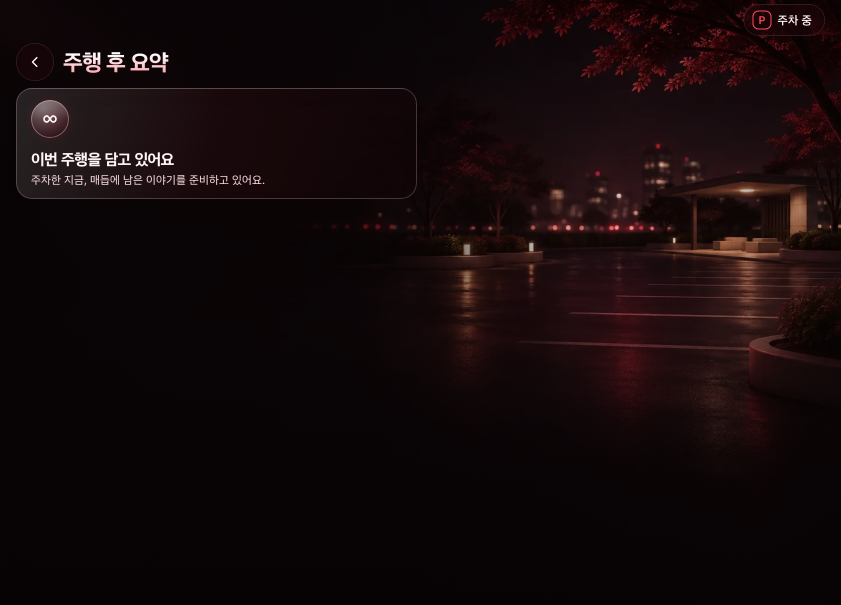 P 주차 중
주행 후 요약
∞
이번 주행을 담고 있어요
주차한 지금, 매듭에 남은 이야기를 준비하고 있어요.